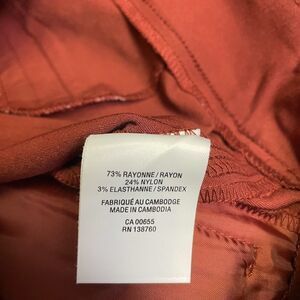 73% RAYONNE / RAYON
24% NYLON
3% ELASTHANNE / SPANDEX
FABRIQUÉ AU CAMBODGE
MADE IN CAMBODIA
CA 00655
RN 138760